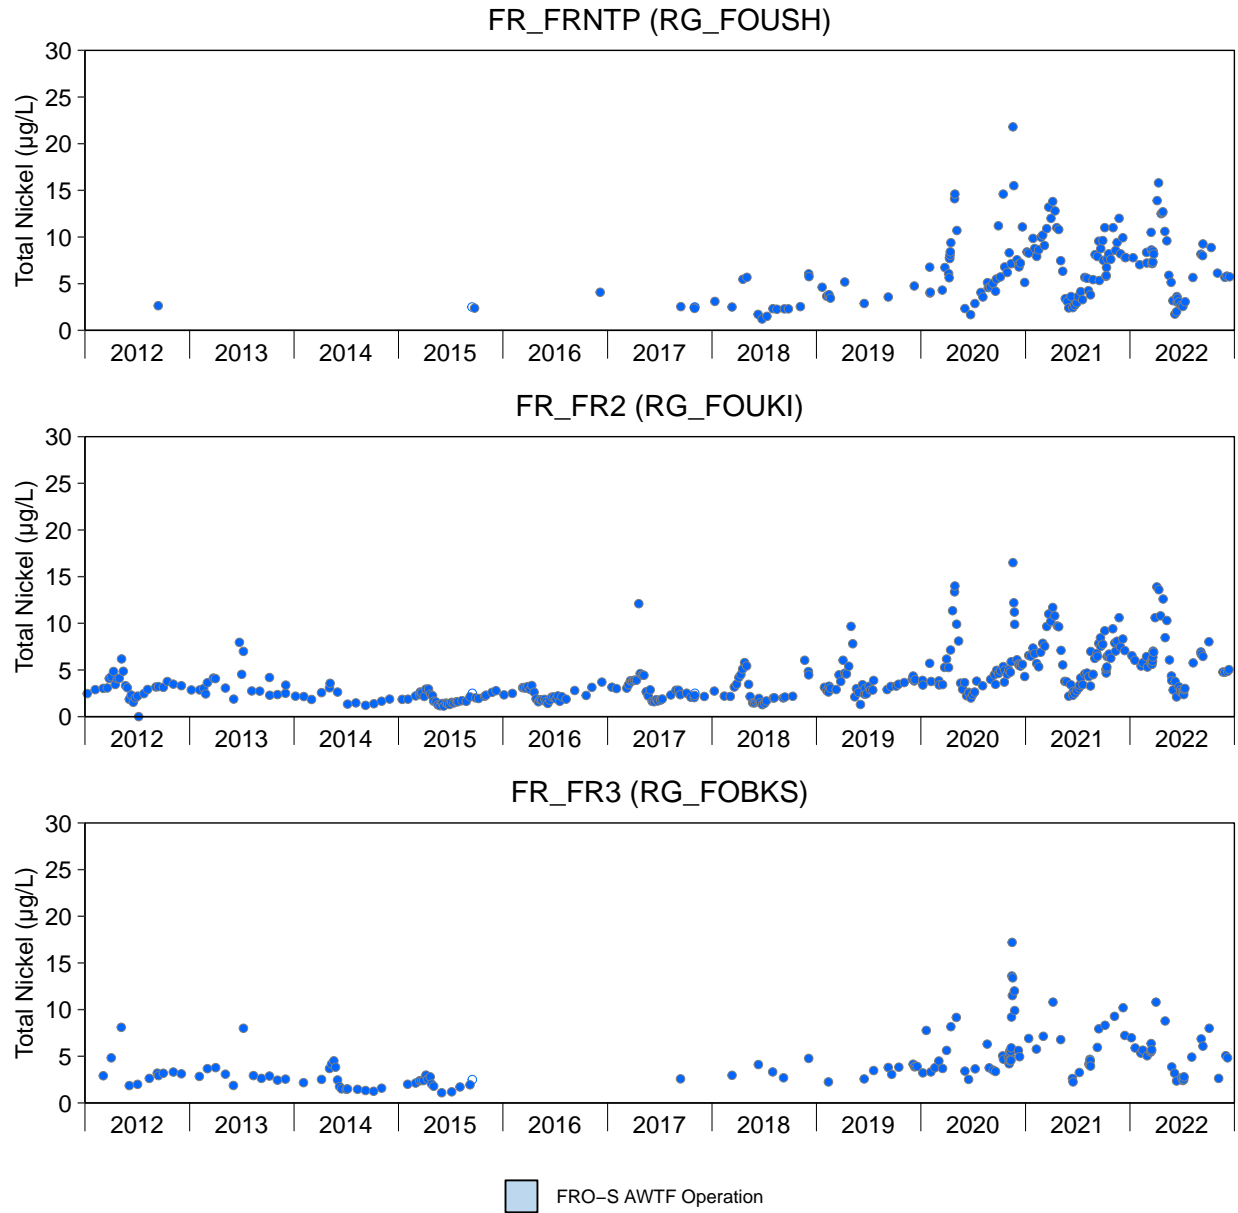 FR_FRNTP (RG_FOUSH)
Total Nickel (µg/L)
30
25
20
15
10
5
0
2012 2013 2014 2015 2016 2017 2018 2019 2020 2021 2022
FR_FR2 (RG_FOUKI)
Total Nickel (µg/L)
30
25
20
15
10
5
0
2012 2013 2014 2015 2016 2017 2018 2019 2020 2021 2022
FR_FR3 (RG_FOBKS)
Total Nickel (µg/L)
30
25
20
15
10
5
0
2012 2013 2014 2015 2016 2017 2018 2019 2020 2021 2022
FRO−S AWTF Operation